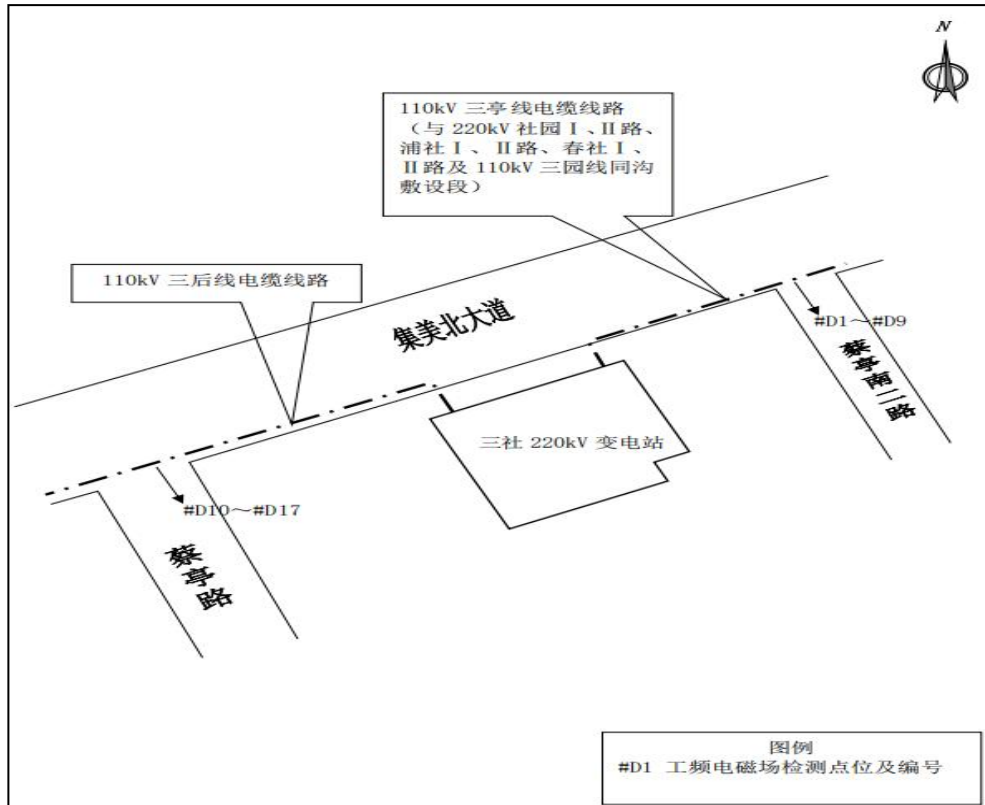 N
110kV 三亭线电缆线路
（与 220kV 社园Ⅰ、Ⅱ路、
浦社Ⅰ、Ⅱ路、春社Ⅰ、
Ⅱ路及 110kV 三园线同沟
敷设段）
110kV 三后线电缆线路
集美北大道
#D1～#D9
蔡亭南二路
三社 220kV 变电站
#D10～#D17
蔡亭路
图例
#D1 工频电磁场检测点位及编号